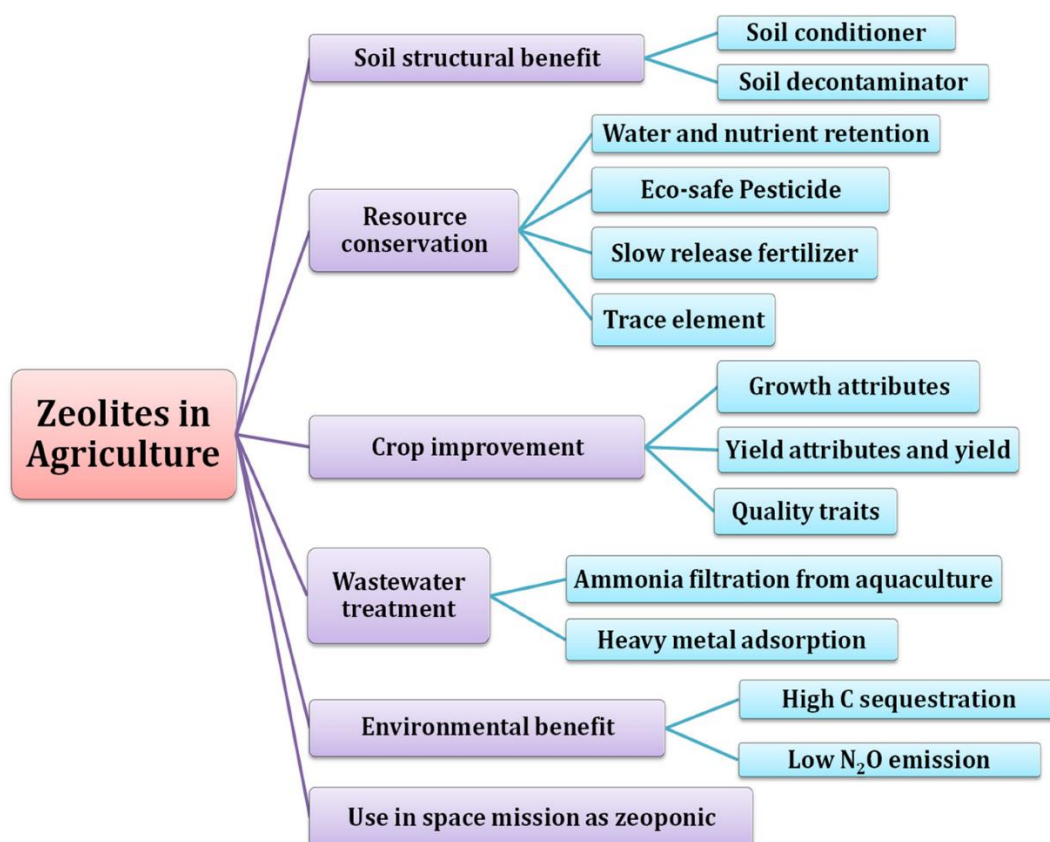 Zeolites in
Agriculture
Soil structural benefit
Soil conditioner
Soil decontaminator
Resource
conservation
Water and nutrient retention
Eco-safe Pesticide
Slow release fertilizer
Trace element
Crop improvement
Growth attributes
Yield attributes and yield
Quality traits
Wastewater
treatment
Ammonia filtration from aquaculture
Heavy metal adsorption
Environmental benefit
High C sequestration
Low N₂O emission
Use in space mission as zeoponic